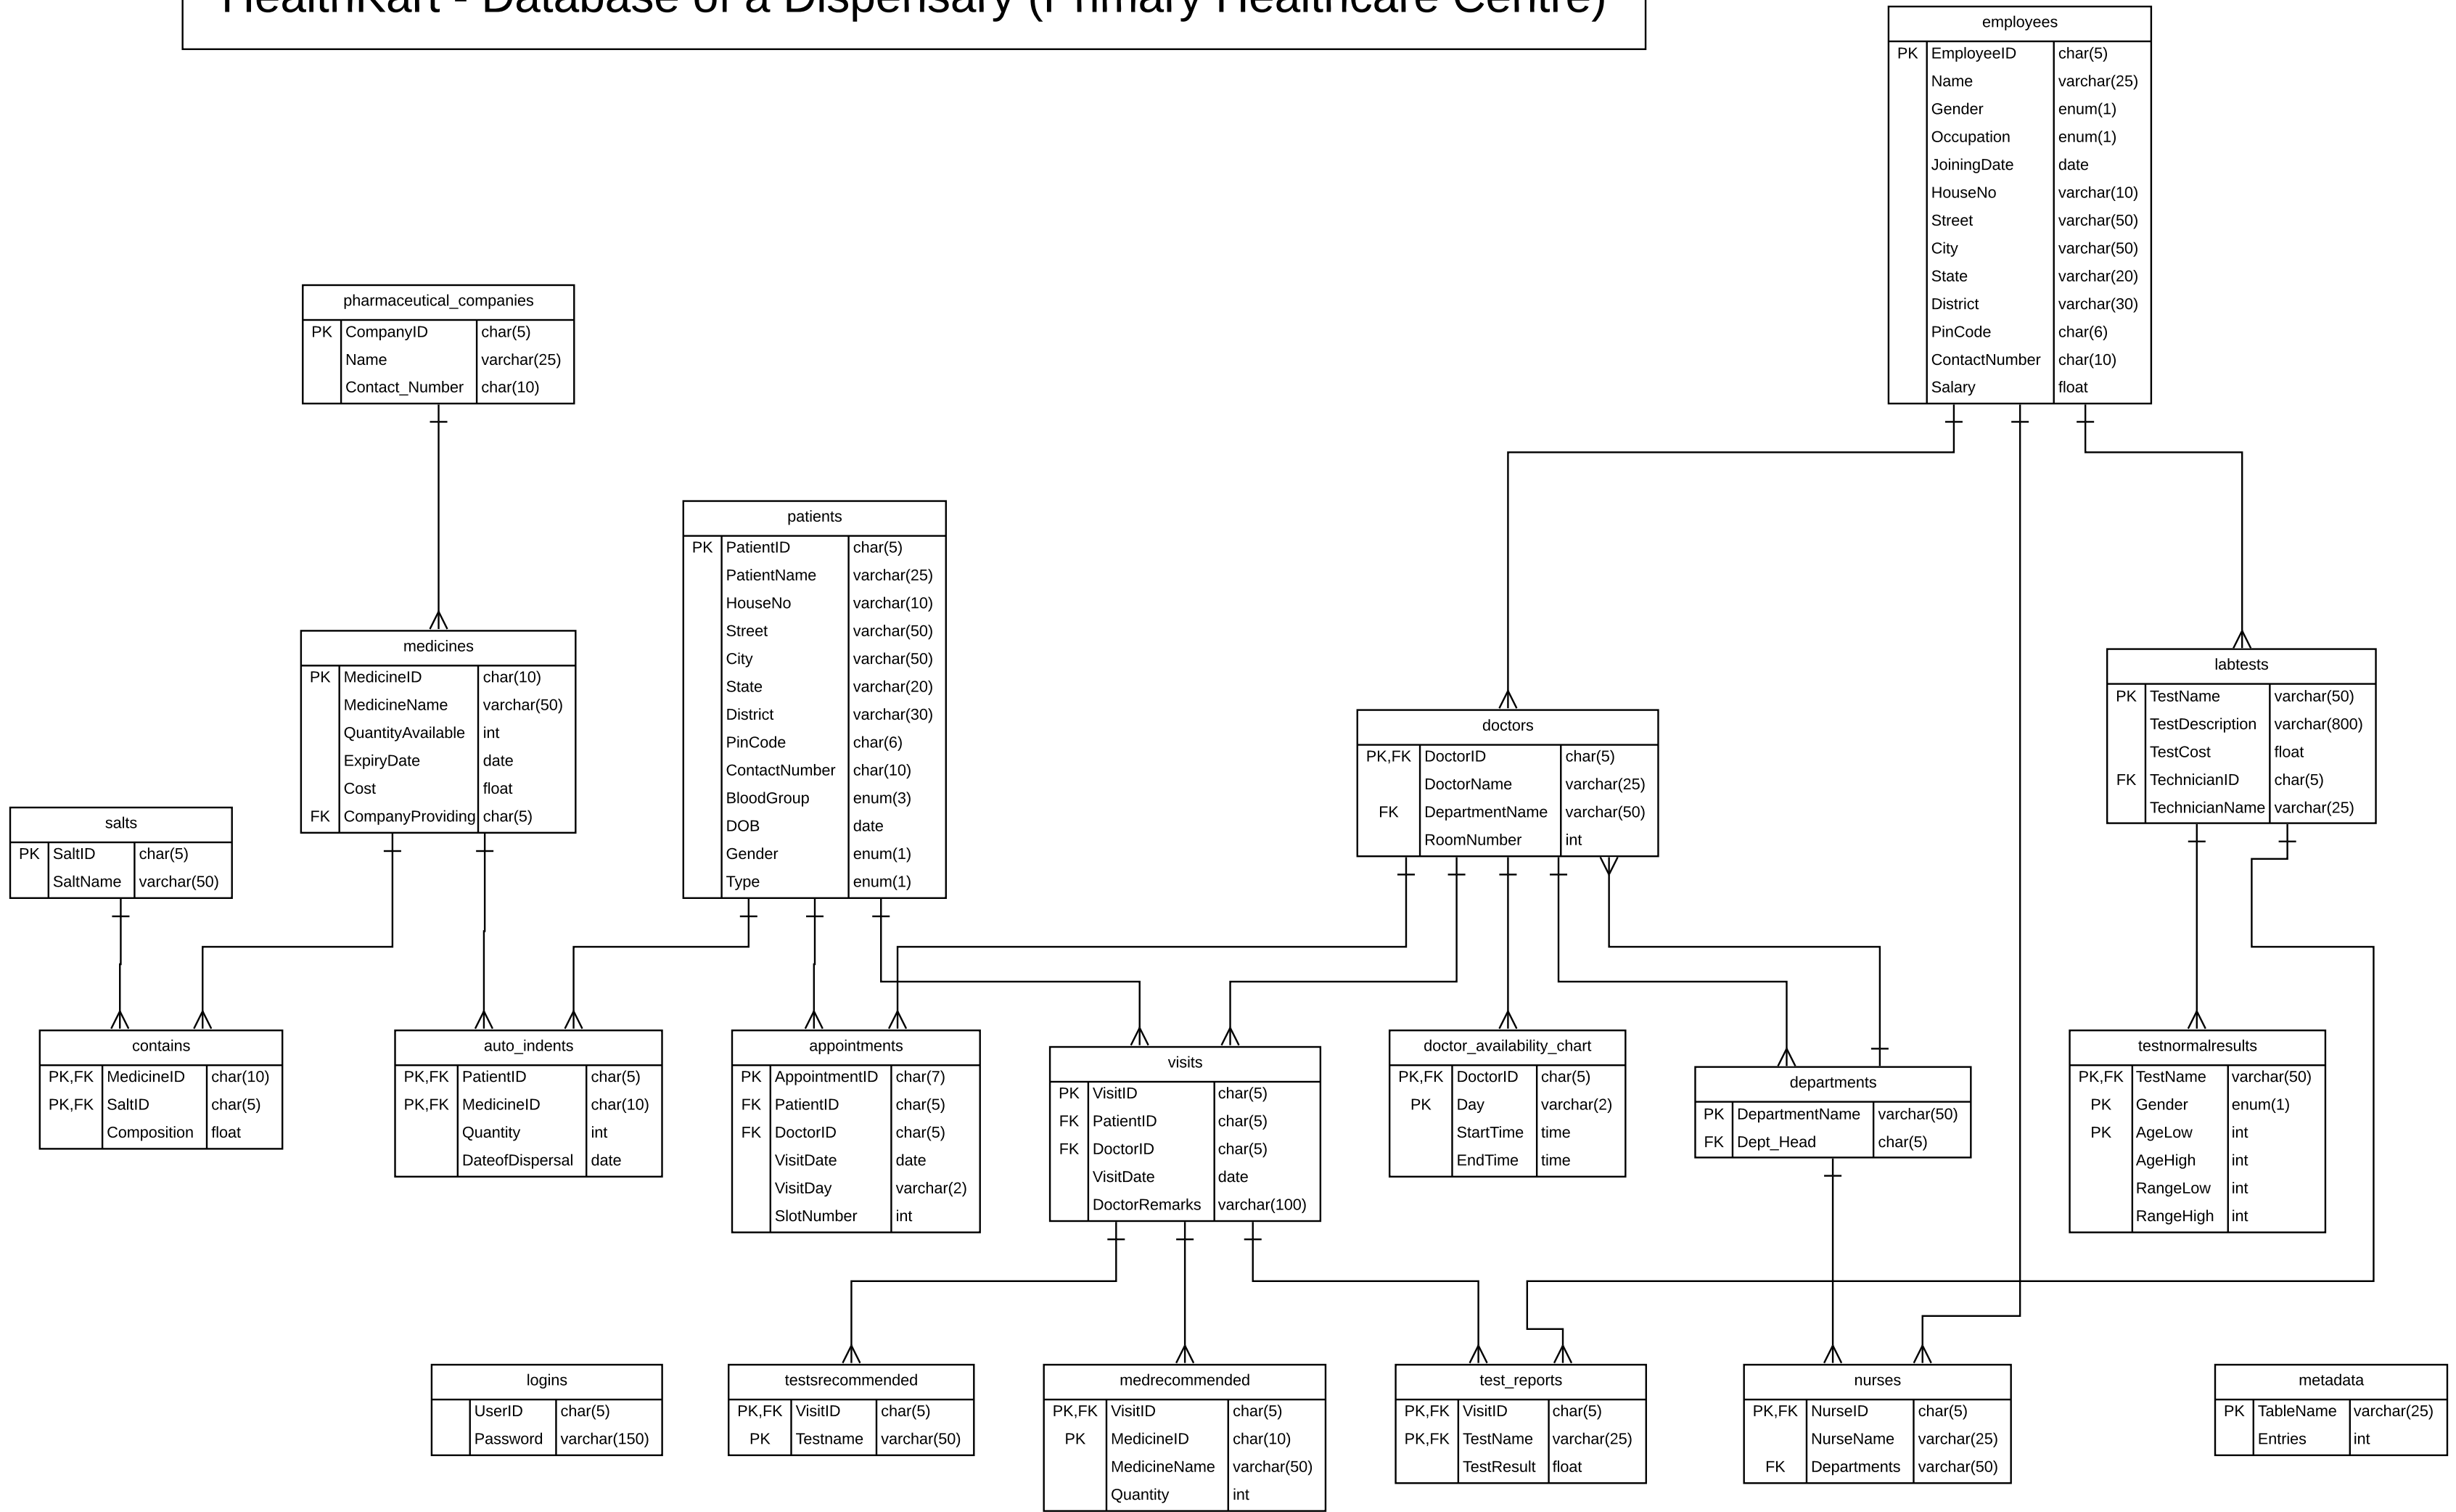 HealthKart - Database of a Dispensary (Primary Healthcare Centre)
employees
PK EmployeeID char(5)
Name varchar(25)
Gender enum(1)
Occupation enum(1)
JoiningDate date
HouseNo varchar(10)
Street varchar(50)
City varchar(50)
State varchar(20)
District varchar(30)
PinCode char(6)
ContactNumber char(10)
Salary float
pharmaceutical_companies
PK CompanyID char(5)
Name varchar(25)
Contact_Number char(10)
patients
PK PatientID char(5)
PatientName varchar(25)
HouseNo varchar(10)
Street varchar(50)
City varchar(50)
State varchar(20)
District varchar(30)
PinCode char(6)
ContactNumber char(10)
BloodGroup enum(3)
DOB date
Gender enum(1)
Type enum(1)
medicines
PK MedicineID char(10)
MedicineName varchar(50)
QuantityAvailable int
ExpiryDate date
Cost float
FK CompanyProviding char(5)
labtests
PK TestName varchar(50)
TestDescription varchar(800)
TestCost float
FK TechnicianID char(5)
TechnicianName varchar(25)
doctors
PK,FK DoctorID char(5)
DoctorName varchar(25)
FK DepartmentName varchar(50)
RoomNumber int
salts
PK SaltID char(5)
SaltName varchar(50)
contains
PK,FK MedicineID char(10)
PK,FK SaltID char(5)
Composition float
auto_indents
PK,FK PatientID char(5)
PK,FK MedicineID char(10)
Quantity int
DateofDispersal date
appointments
PK AppointmentID char(7)
FK PatientID char(5)
FK DoctorID char(5)
VisitDate date
VisitDay varchar(2)
SlotNumber int
visits
PK VisitID char(5)
FK PatientID char(5)
FK DoctorID char(5)
VisitDate date
DoctorRemarks varchar(100)
doctor_availability_chart
PK,FK DoctorID char(5)
PK Day varchar(2)
StartTime time
EndTime time
departments
PK DepartmentName varchar(50)
FK Dept_Head char(5)
testnormalresults
PK,FK TestName varchar(50)
PK Gender enum(1)
PK AgeLow int
AgeHigh int
RangeLow int
RangeHigh int
logins
UserID char(5)
Password varchar(150)
testsrecommended
PK,FK VisitID char(5)
PK Testname varchar(50)
medrecommended
PK,FK VisitID char(5)
PK MedicineID char(10)
MedicineName varchar(50)
Quantity int
test_reports
PK,FK VisitID char(5)
PK,FK TestName varchar(25)
TestResult float
nurses
PK,FK NurseID char(5)
NurseName varchar(25)
FK Departments varchar(50)
metadata
PK TableName varchar(25)
Entries int